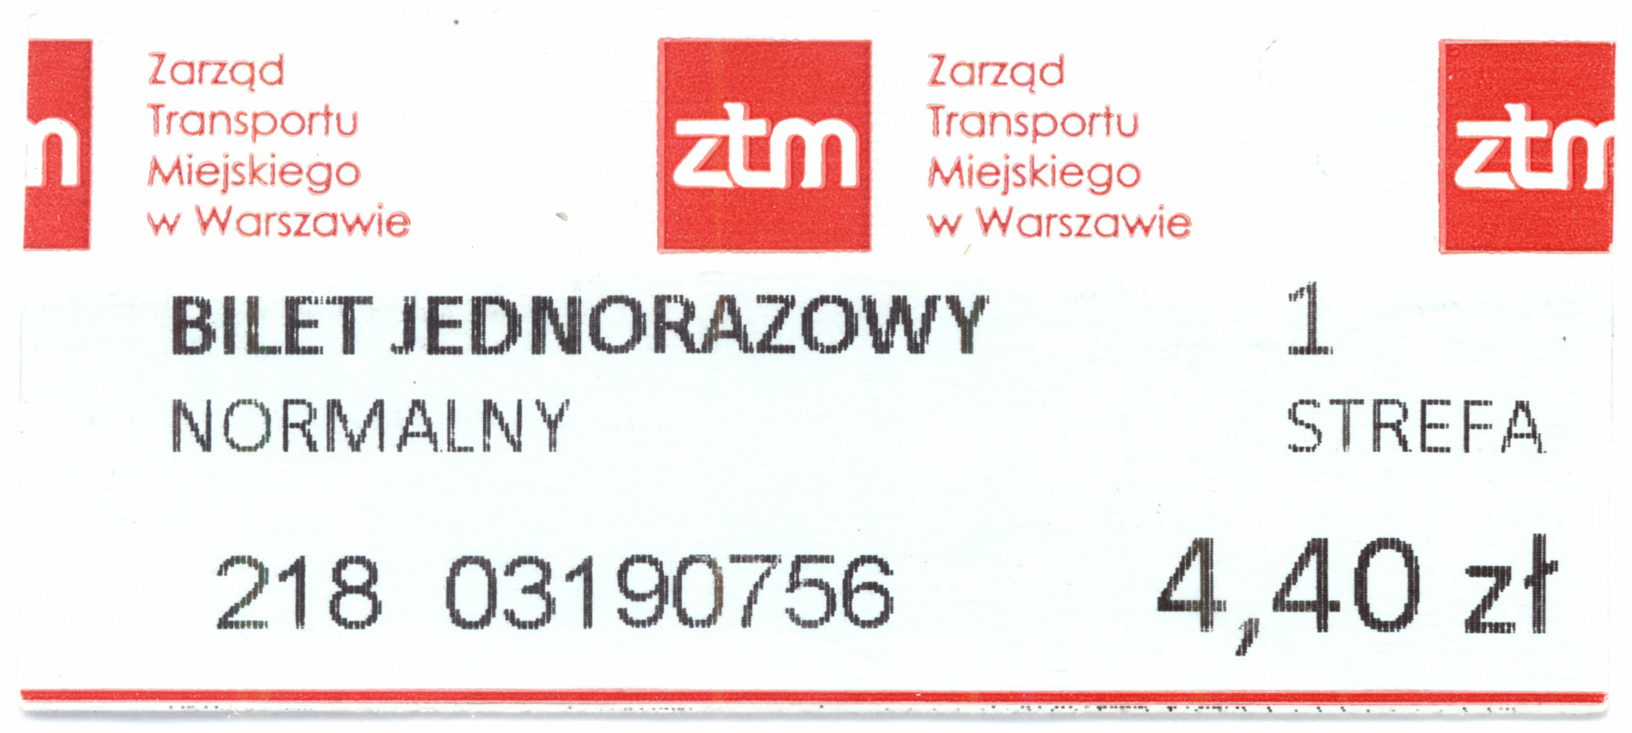 Zarząd
Transportu
Miejskiego
w Warszawie
ztm
Zarząd
Transportu
Miejskiego
w Warszawie
ztm
BILET JEDNORAZOWY 1
NORMALNY STREFA
218 03190756 4,40 zł